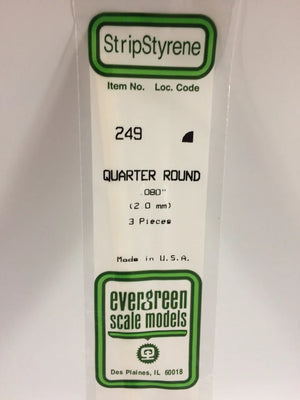 StripStyrene
Item No. Loc. Code
249
QUARTER ROUND
.080"
(2.0 mm)
3 Pieces
Made in U.S.A.
evergreen
scale models
Des Plaines, IL 60018